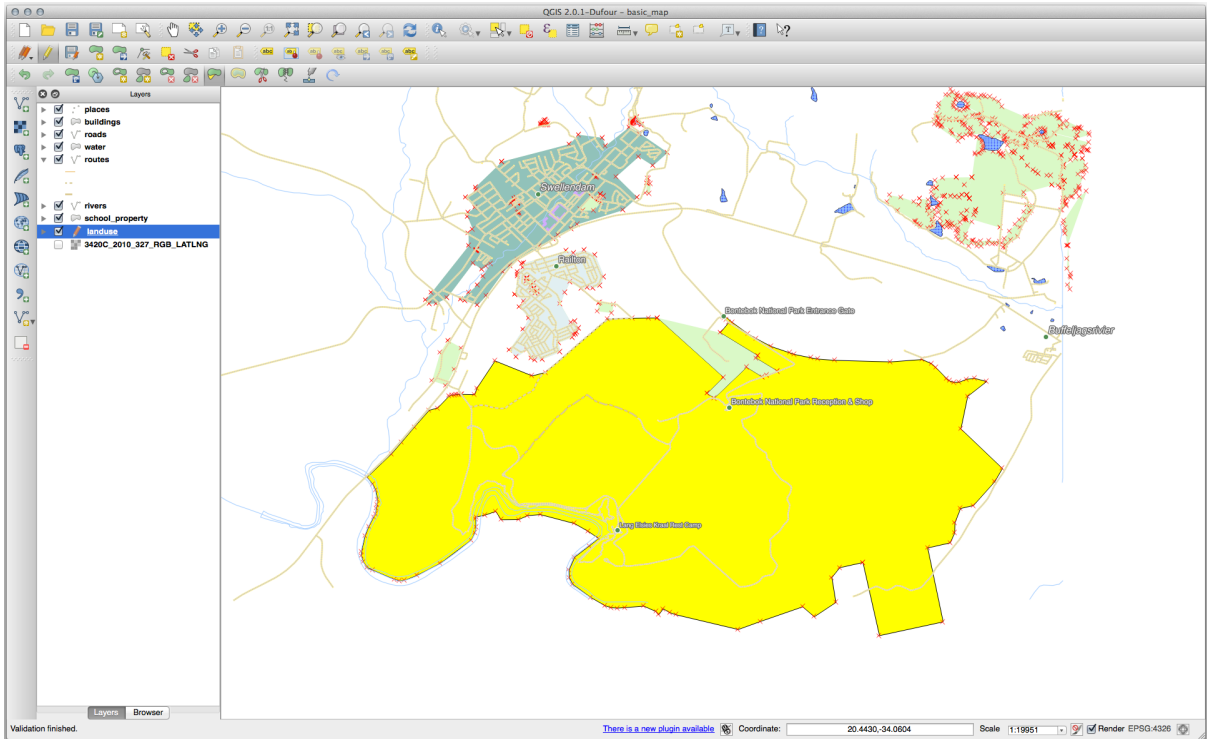 QGIS 2.0.1-Dufour - basic_map
Layers
places
buildings
roads
water
routes
rivers
school_property
landuse
3420C_2010_327_RGB_LATLNG
Swellendam
Railton
Bontebok National Park Entrance Gate
Buffeljagsrivier
Bontebok National Park Reception & Shop
Lang Elsies Kraal Rest Camp
Layers
Browser
Validation finished.
There is a new plugin available
Coordinate:
20.4430,-34.0604
Scale
1:19951
Render
EPSG:4326